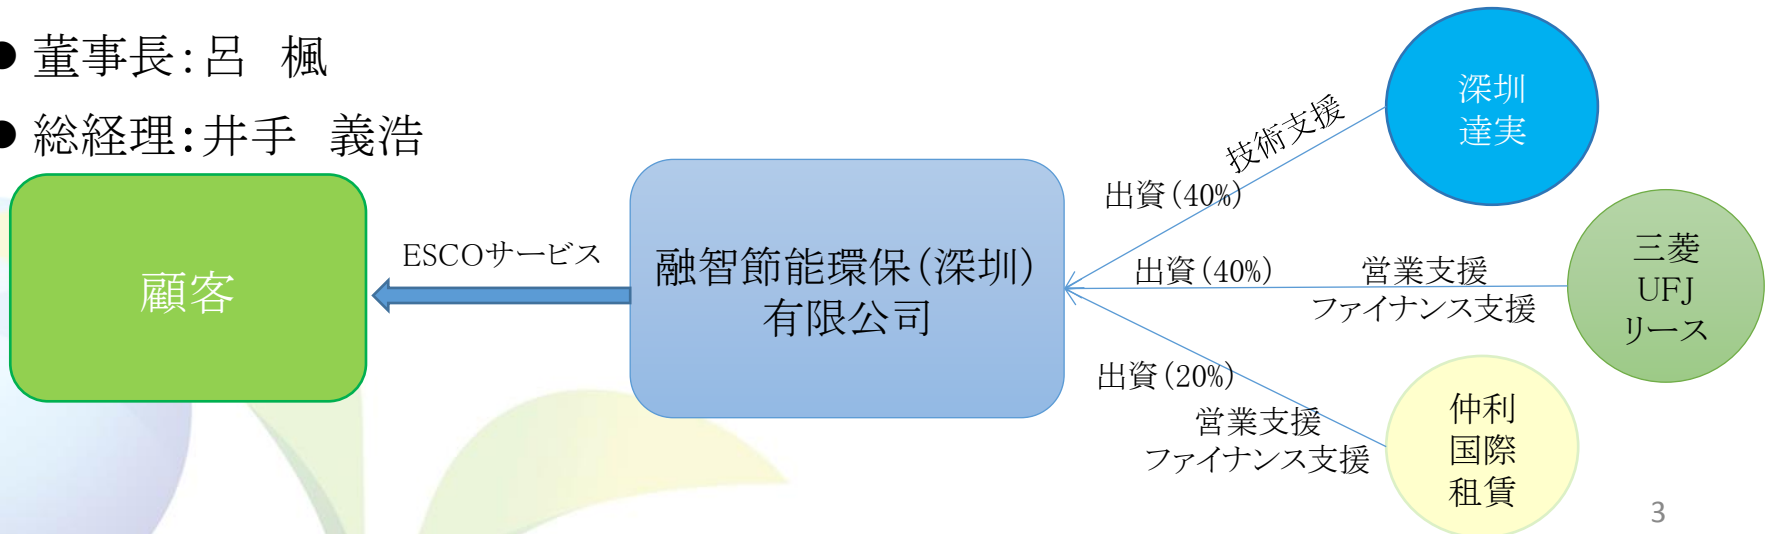 ● 董事長:呂　楓
● 総経理:井手　義浩
顧客
ESCOサービス
融智節能環保(深圳)
有限公司
技術支援
出資(40%)
出資(40%)
営業支援
ファイナンス支援
出資(20%)
営業支援
ファイナンス支援
深圳
達実
三菱
UFJ
リース
仲利
国際
租賃
3